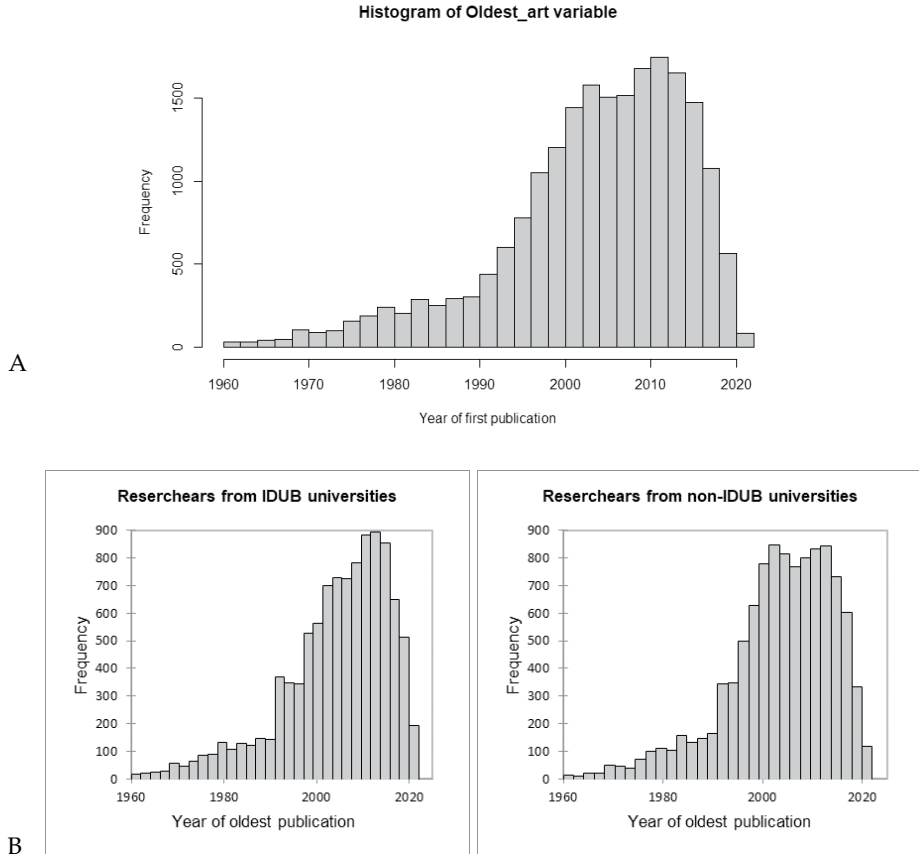 Histogram of Oldest_art variable
Frequency
0
500
1000
1500
1960 1970 1980 1990 2000 2010 2020
Year of first publication
A
Reserchears from IDUB universities
Frequency
900
800
700
600
500
400
300
200
100
0
1960 1980 2000 2020
Year of oldest publication
Reserchears from non-IDUB universities
Frequency
900
800
700
600
500
400
300
200
100
0
1960 1980 2000 2020
Year of oldest publication
B